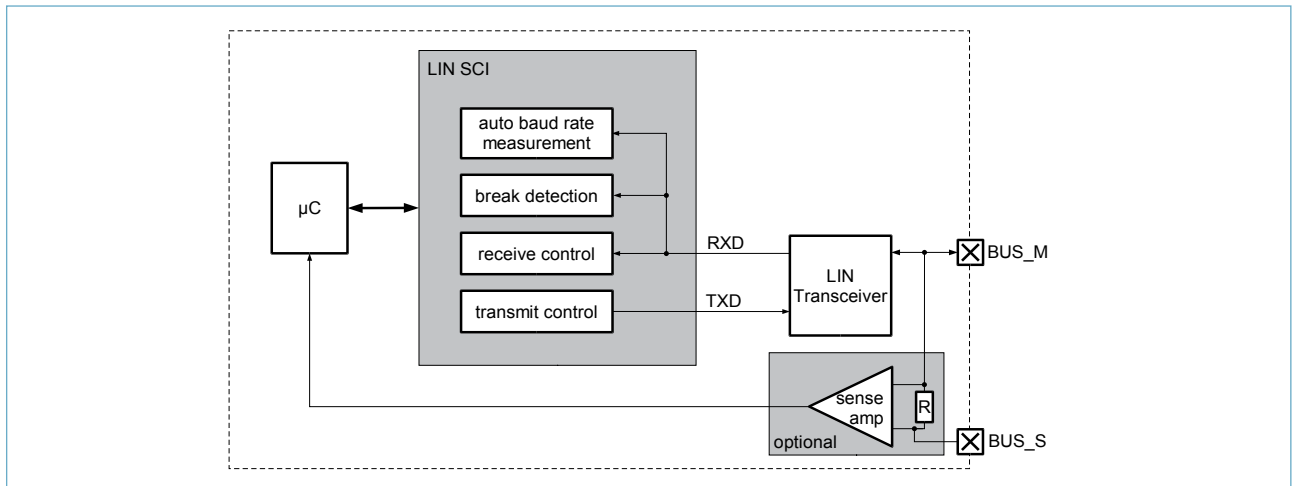 LIN SCI
auto baud rate
measurement
break detection
µC
receive control
RXD
LIN
Transceiver
BUS_M
transmit control
TXD
sense
amp
R
optional
BUS_S